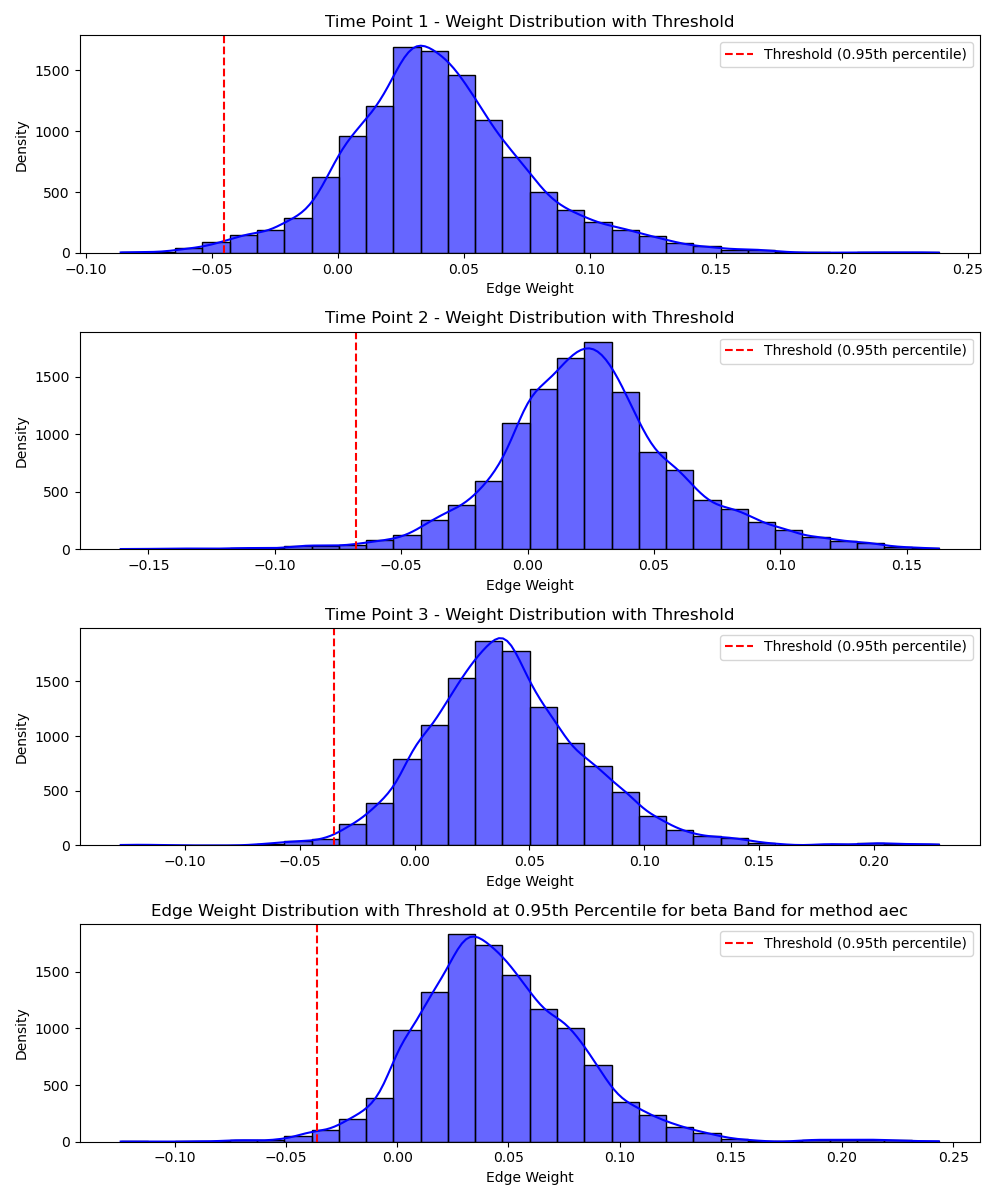 Time Point 1 - Weight Distribution with Threshold
Threshold (0.95th percentile)
1500
1000
500
0
Density
−0.10 −0.05 0.00 0.05 0.10 0.15 0.20 0.25
Edge Weight
Time Point 2 - Weight Distribution with Threshold
Threshold (0.95th percentile)
1500
1000
500
0
Density
−0.15 −0.10 −0.05 0.00 0.05 0.10 0.15
Edge Weight
Time Point 3 - Weight Distribution with Threshold
Threshold (0.95th percentile)
1500
1000
500
0
Density
−0.10 −0.05 0.00 0.05 0.10 0.15 0.20
Edge Weight
Edge Weight Distribution with Threshold at 0.95th Percentile for beta Band for method aec
Threshold (0.95th percentile)
1500
1000
500
0
Density
−0.10 −0.05 0.00 0.05 0.10 0.15 0.20 0.25
Edge Weight